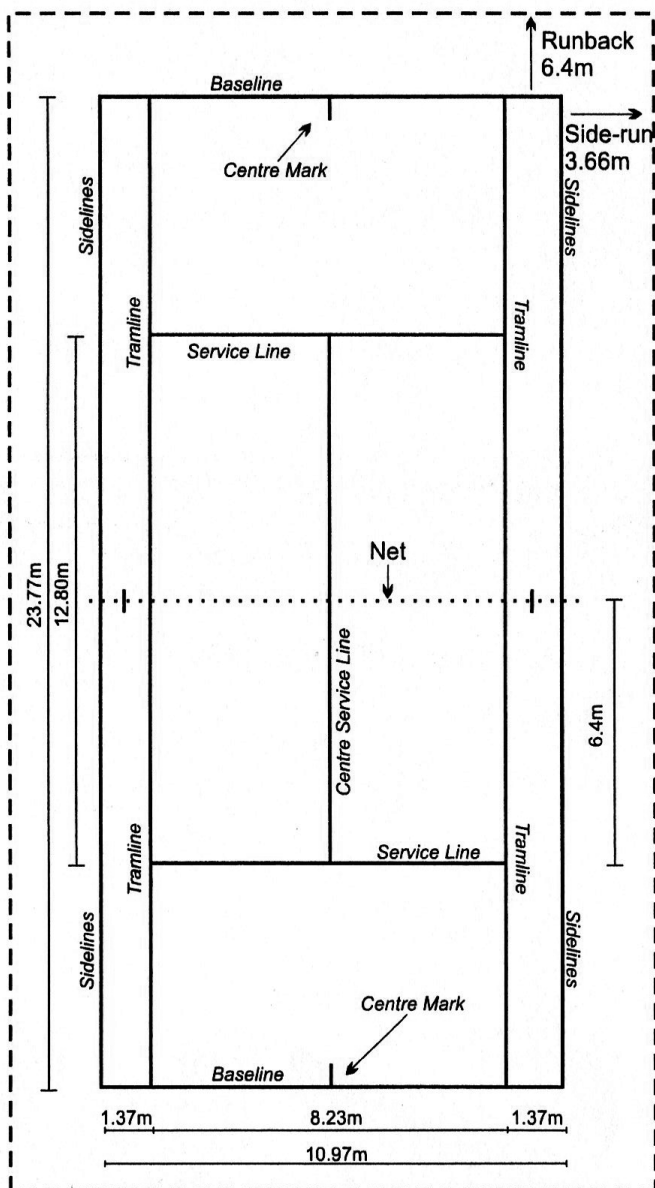 Runback
6.4m
Baseline
Side-run
3.66m
Centre Mark
Sidelines
Sidelines
Tramline
Tramline
Service Line
Net
23.77m
12.80m
Centre Service Line
6.4m
Service Line
Tramline
Tramline
Sidelines
Sidelines
Centre Mark
Baseline
1.37m
8.23m
1.37m
10.97m